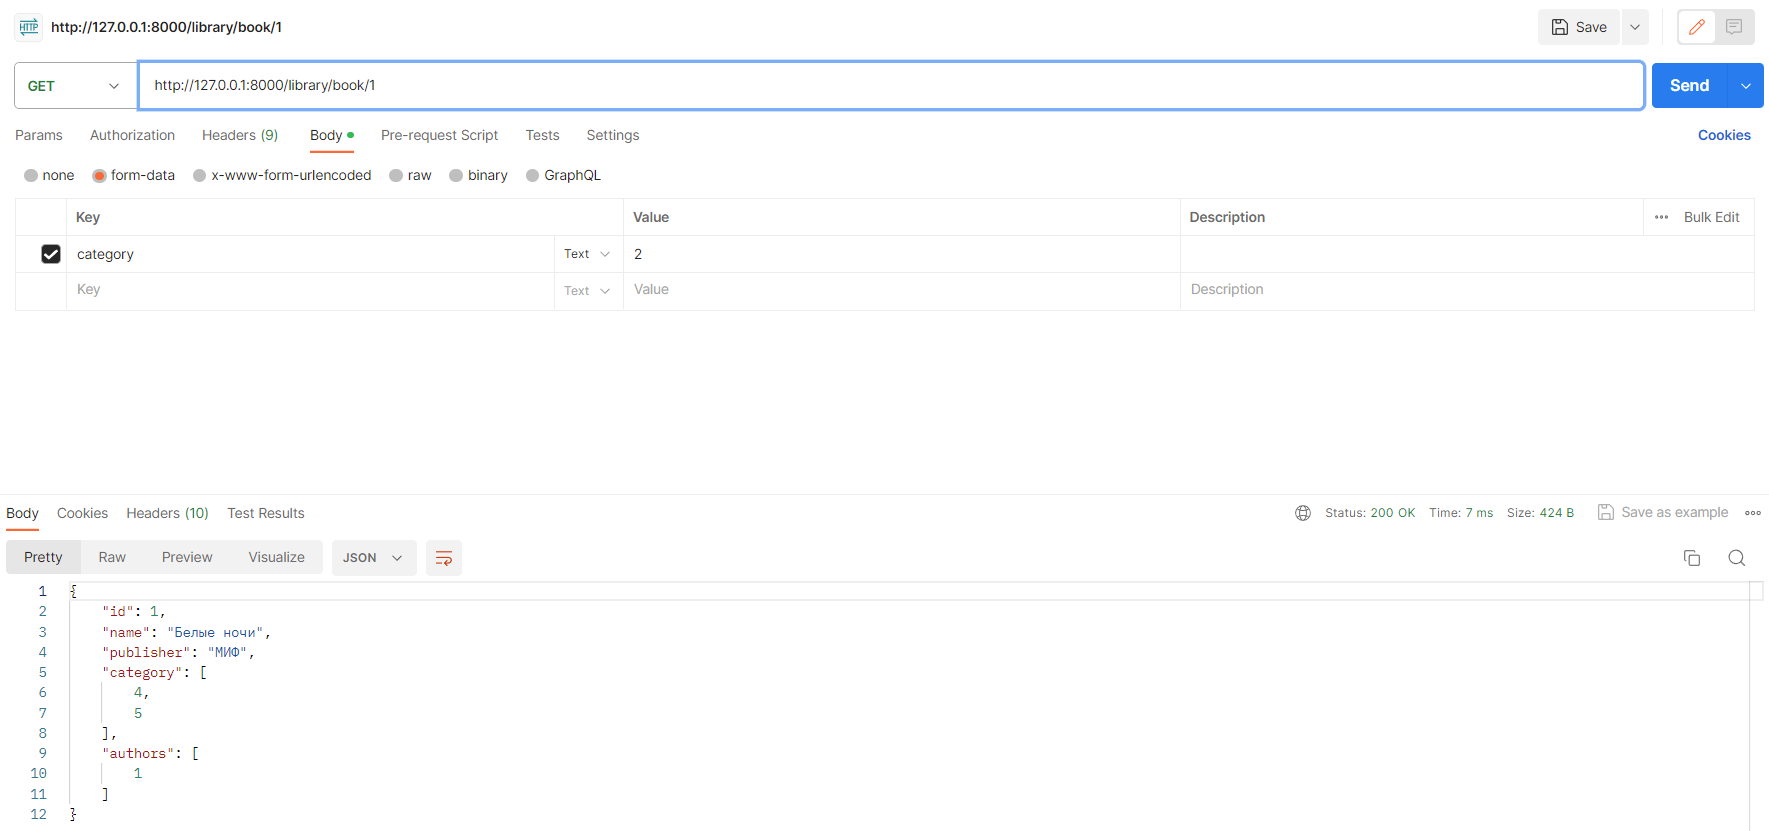 HTTP http://127.0.0.1:8000/library/book/1 Save
GET http://127.0.0.1:8000/library/book/1 Send
Params Authorization Headers (9) Body Pre-request Script Tests Settings Cookies
none form-data x-www-form-urlencoded raw binary GraphQL
Key Value Description ••• Bulk Edit
category Text 2
Key Text Value Description
Body Cookies Headers (10) Test Results Status: 200 OK Time: 7 ms Size: 424 B Save as example
Pretty Raw Preview Visualize JSON
1 {
2 "id": 1,
3 "name": "Белые ночи",
4 "publisher": "МИФ",
5 "category": [
6 4,
7 5
8 ],
9 "authors": [
10 1
11 ]
12 }